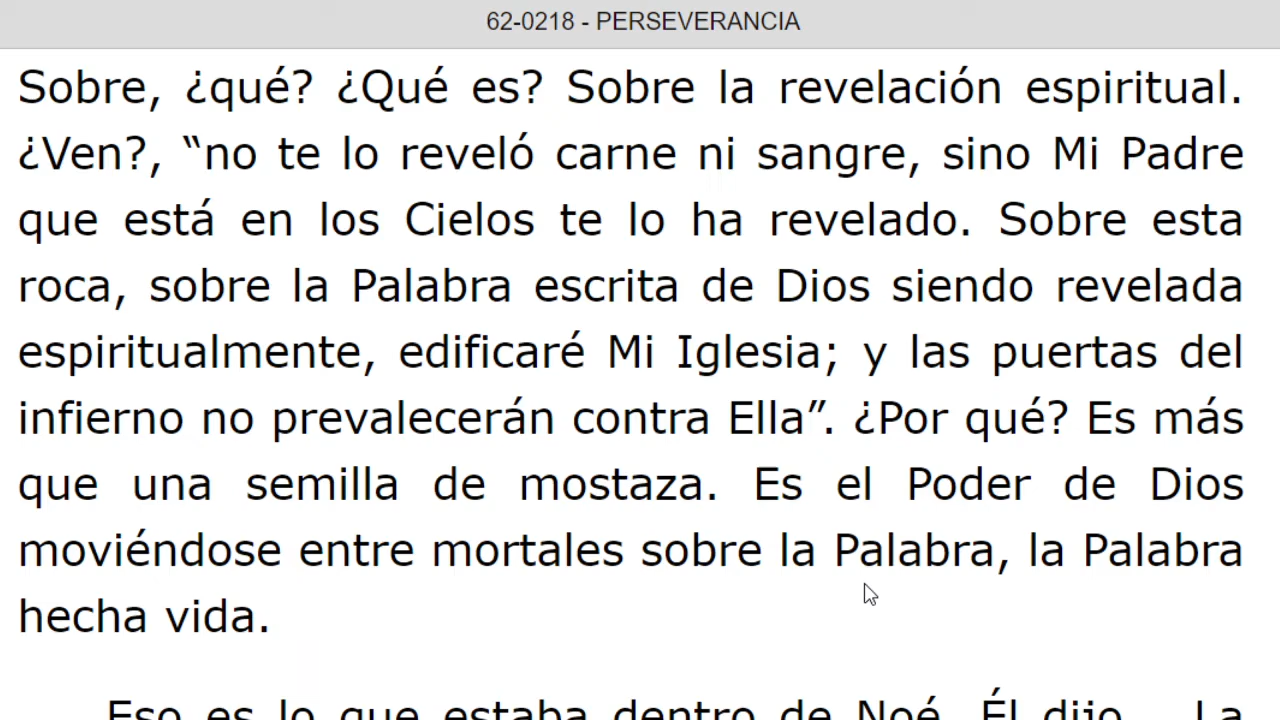 62-0218 - PERSEVERANCIA
Sobre, ¿qué? ¿Qué es? Sobre la revelación espiritual.
¿Ven?, “no te lo reveló carne ni sangre, sino Mi Padre
que está en los Cielos te lo ha revelado. Sobre esta
roca, sobre la Palabra escrita de Dios siendo revelada
espiritualmente, edificaré Mi Iglesia; y las puertas del
infierno no prevalecerán contra Ella”. ¿Por qué? Es más
que una semilla de mostaza. Es el Poder de Dios
moviéndose entre mortales sobre la Palabra, la Palabra
hecha vida.
Eso es lo que estaba dentro de Noé. Él dijo... La